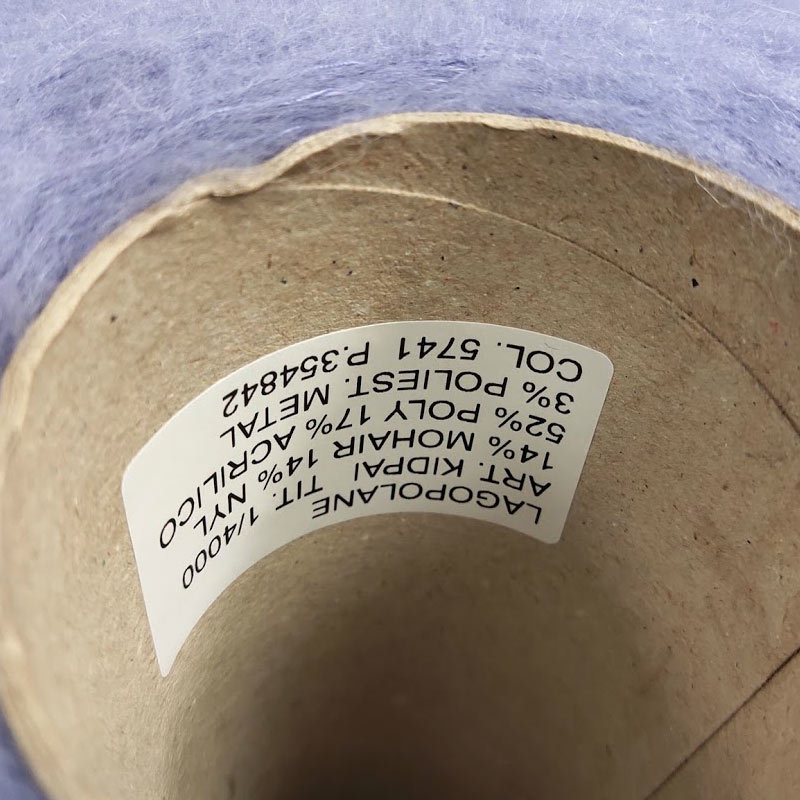 LAGOPOLANE
ART. KIDPAI TIT. 1/4000
14% MOHAIR 14% NYL
52% POLY 17% ACRILICO
3% POLIEST. METAL
COL. 5741 P.354842